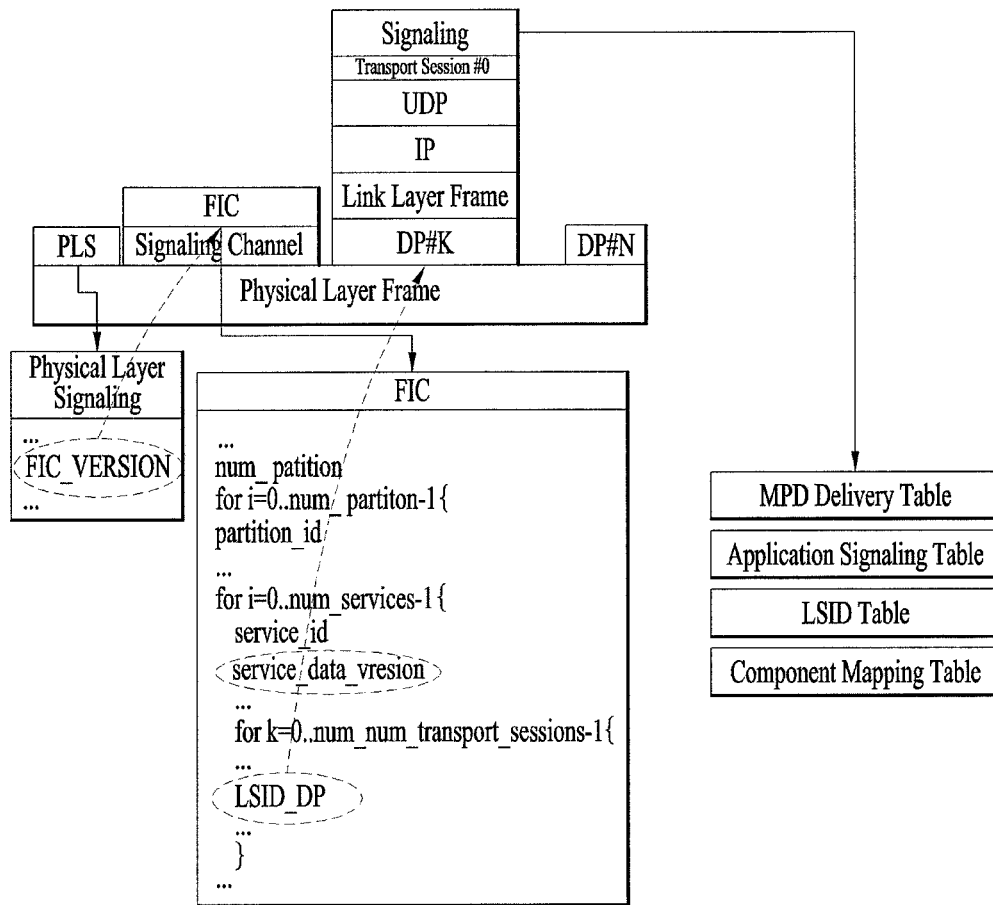 Signaling
Transport Session #0
UDP
IP
Link Layer Frame
DP#K
FIC
Signaling Channel
PLS
DP#N
Physical Layer Frame
Physical Layer
Signaling
...
FIC_VERSION
...
FIC
...
num_patition
for i=0..num_partiton-1{
partition_id
...
for i=0..num_services-1{
service_id
service_data_vresion
...
for k=0..num_num_transport_sessions-1{
...
LSID_DP
...
}
...
MPD Delivery Table
Application Signaling Table
LSID Table
Component Mapping Table